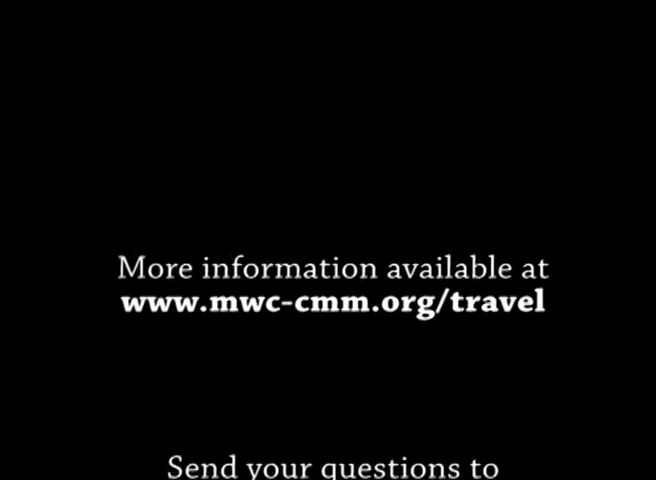 More information available at
www.mwc-cmm.org/travel
Send your questions to